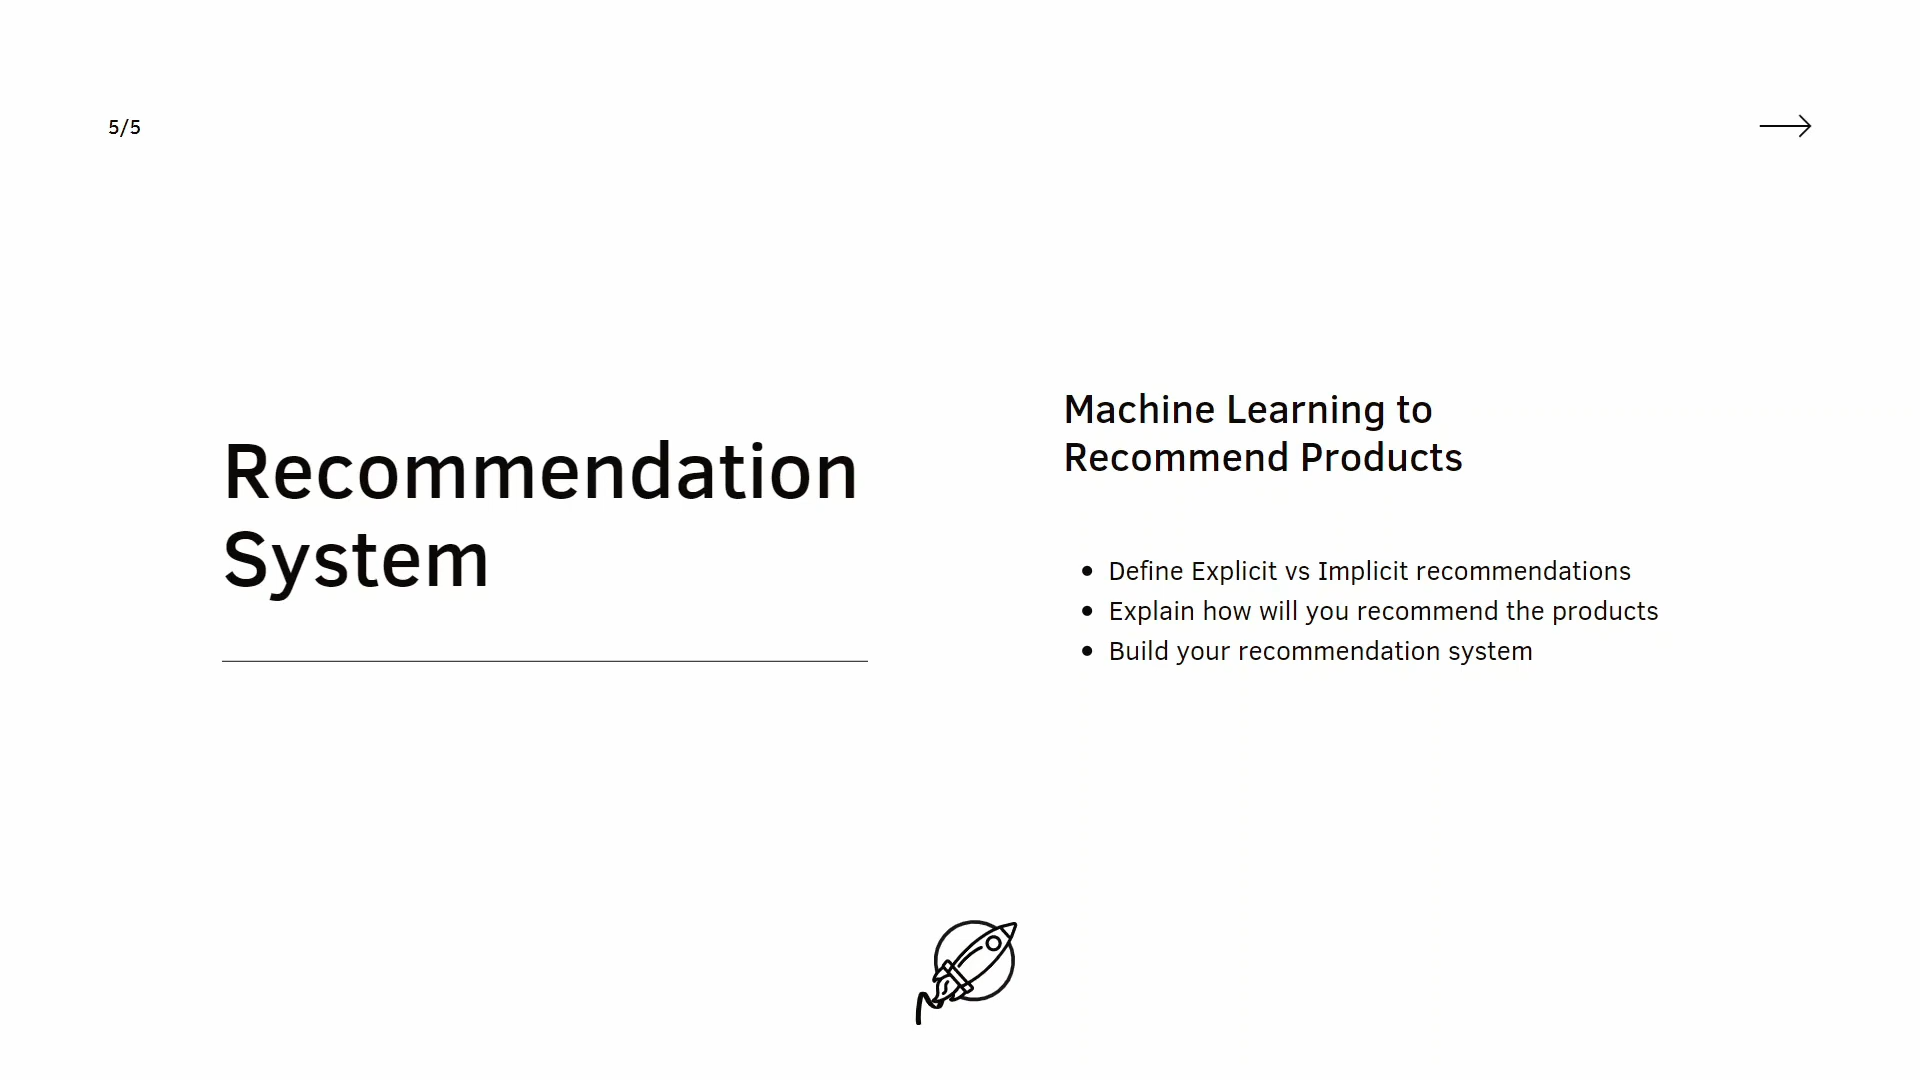 5/5
Recommendation
System
Machine Learning to
Recommend Products
• Define Explicit vs Implicit recommendations
• Explain how will you recommend the products
• Build your recommendation system